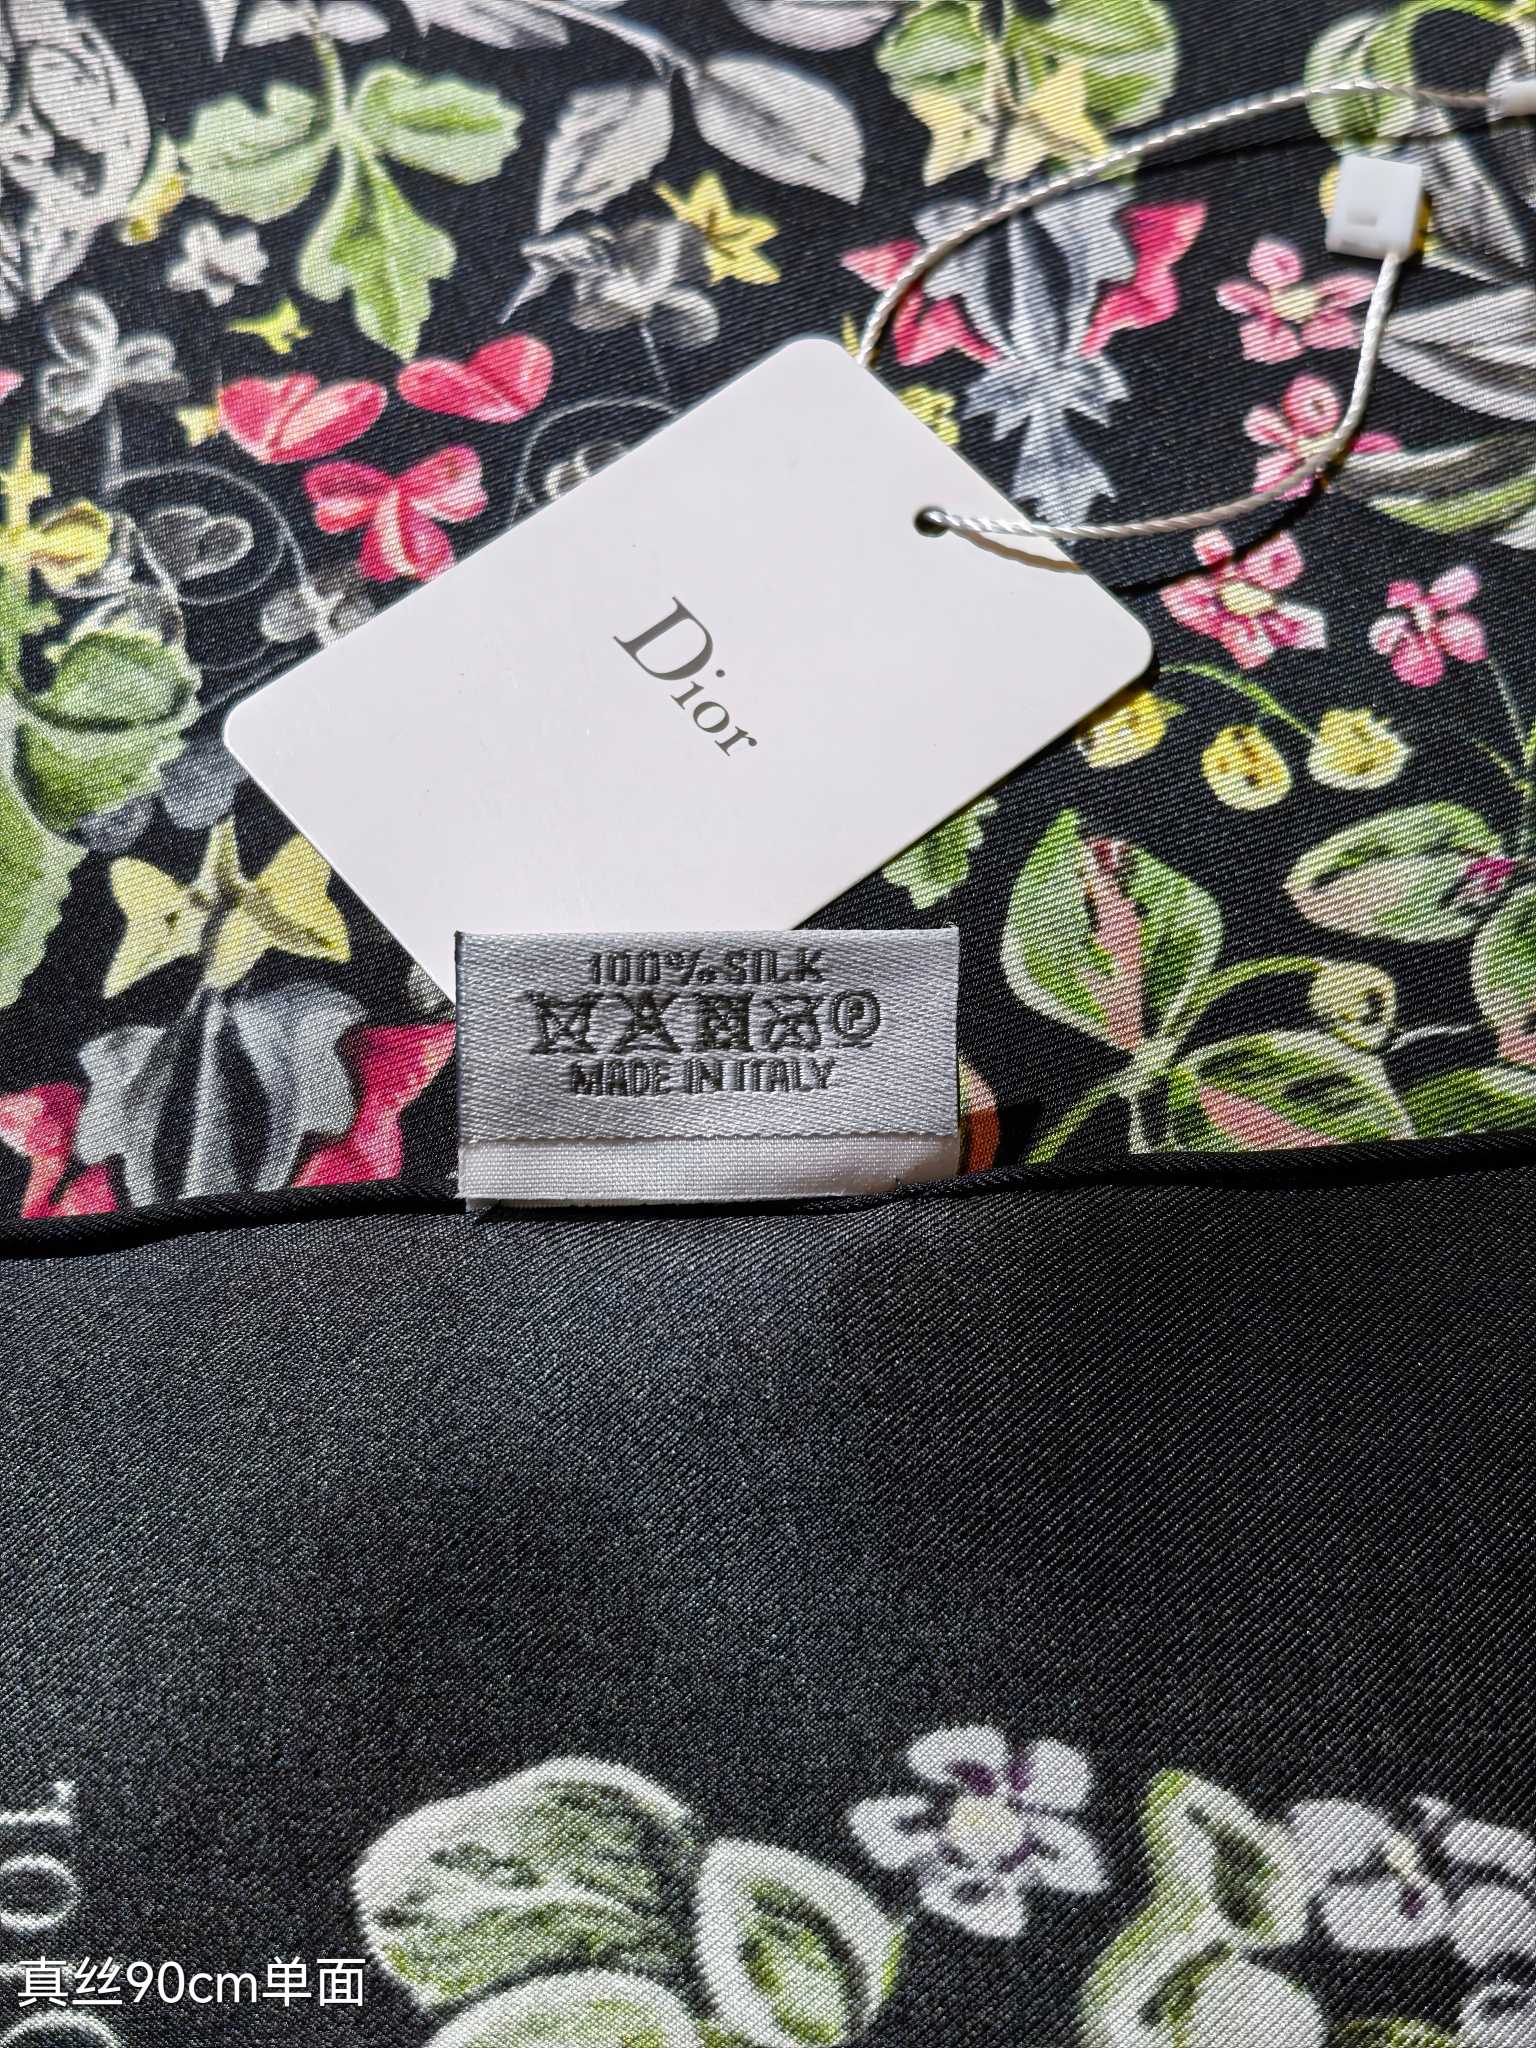 Dior
100% SILK
P
MADE IN ITALY
真丝90cm单面